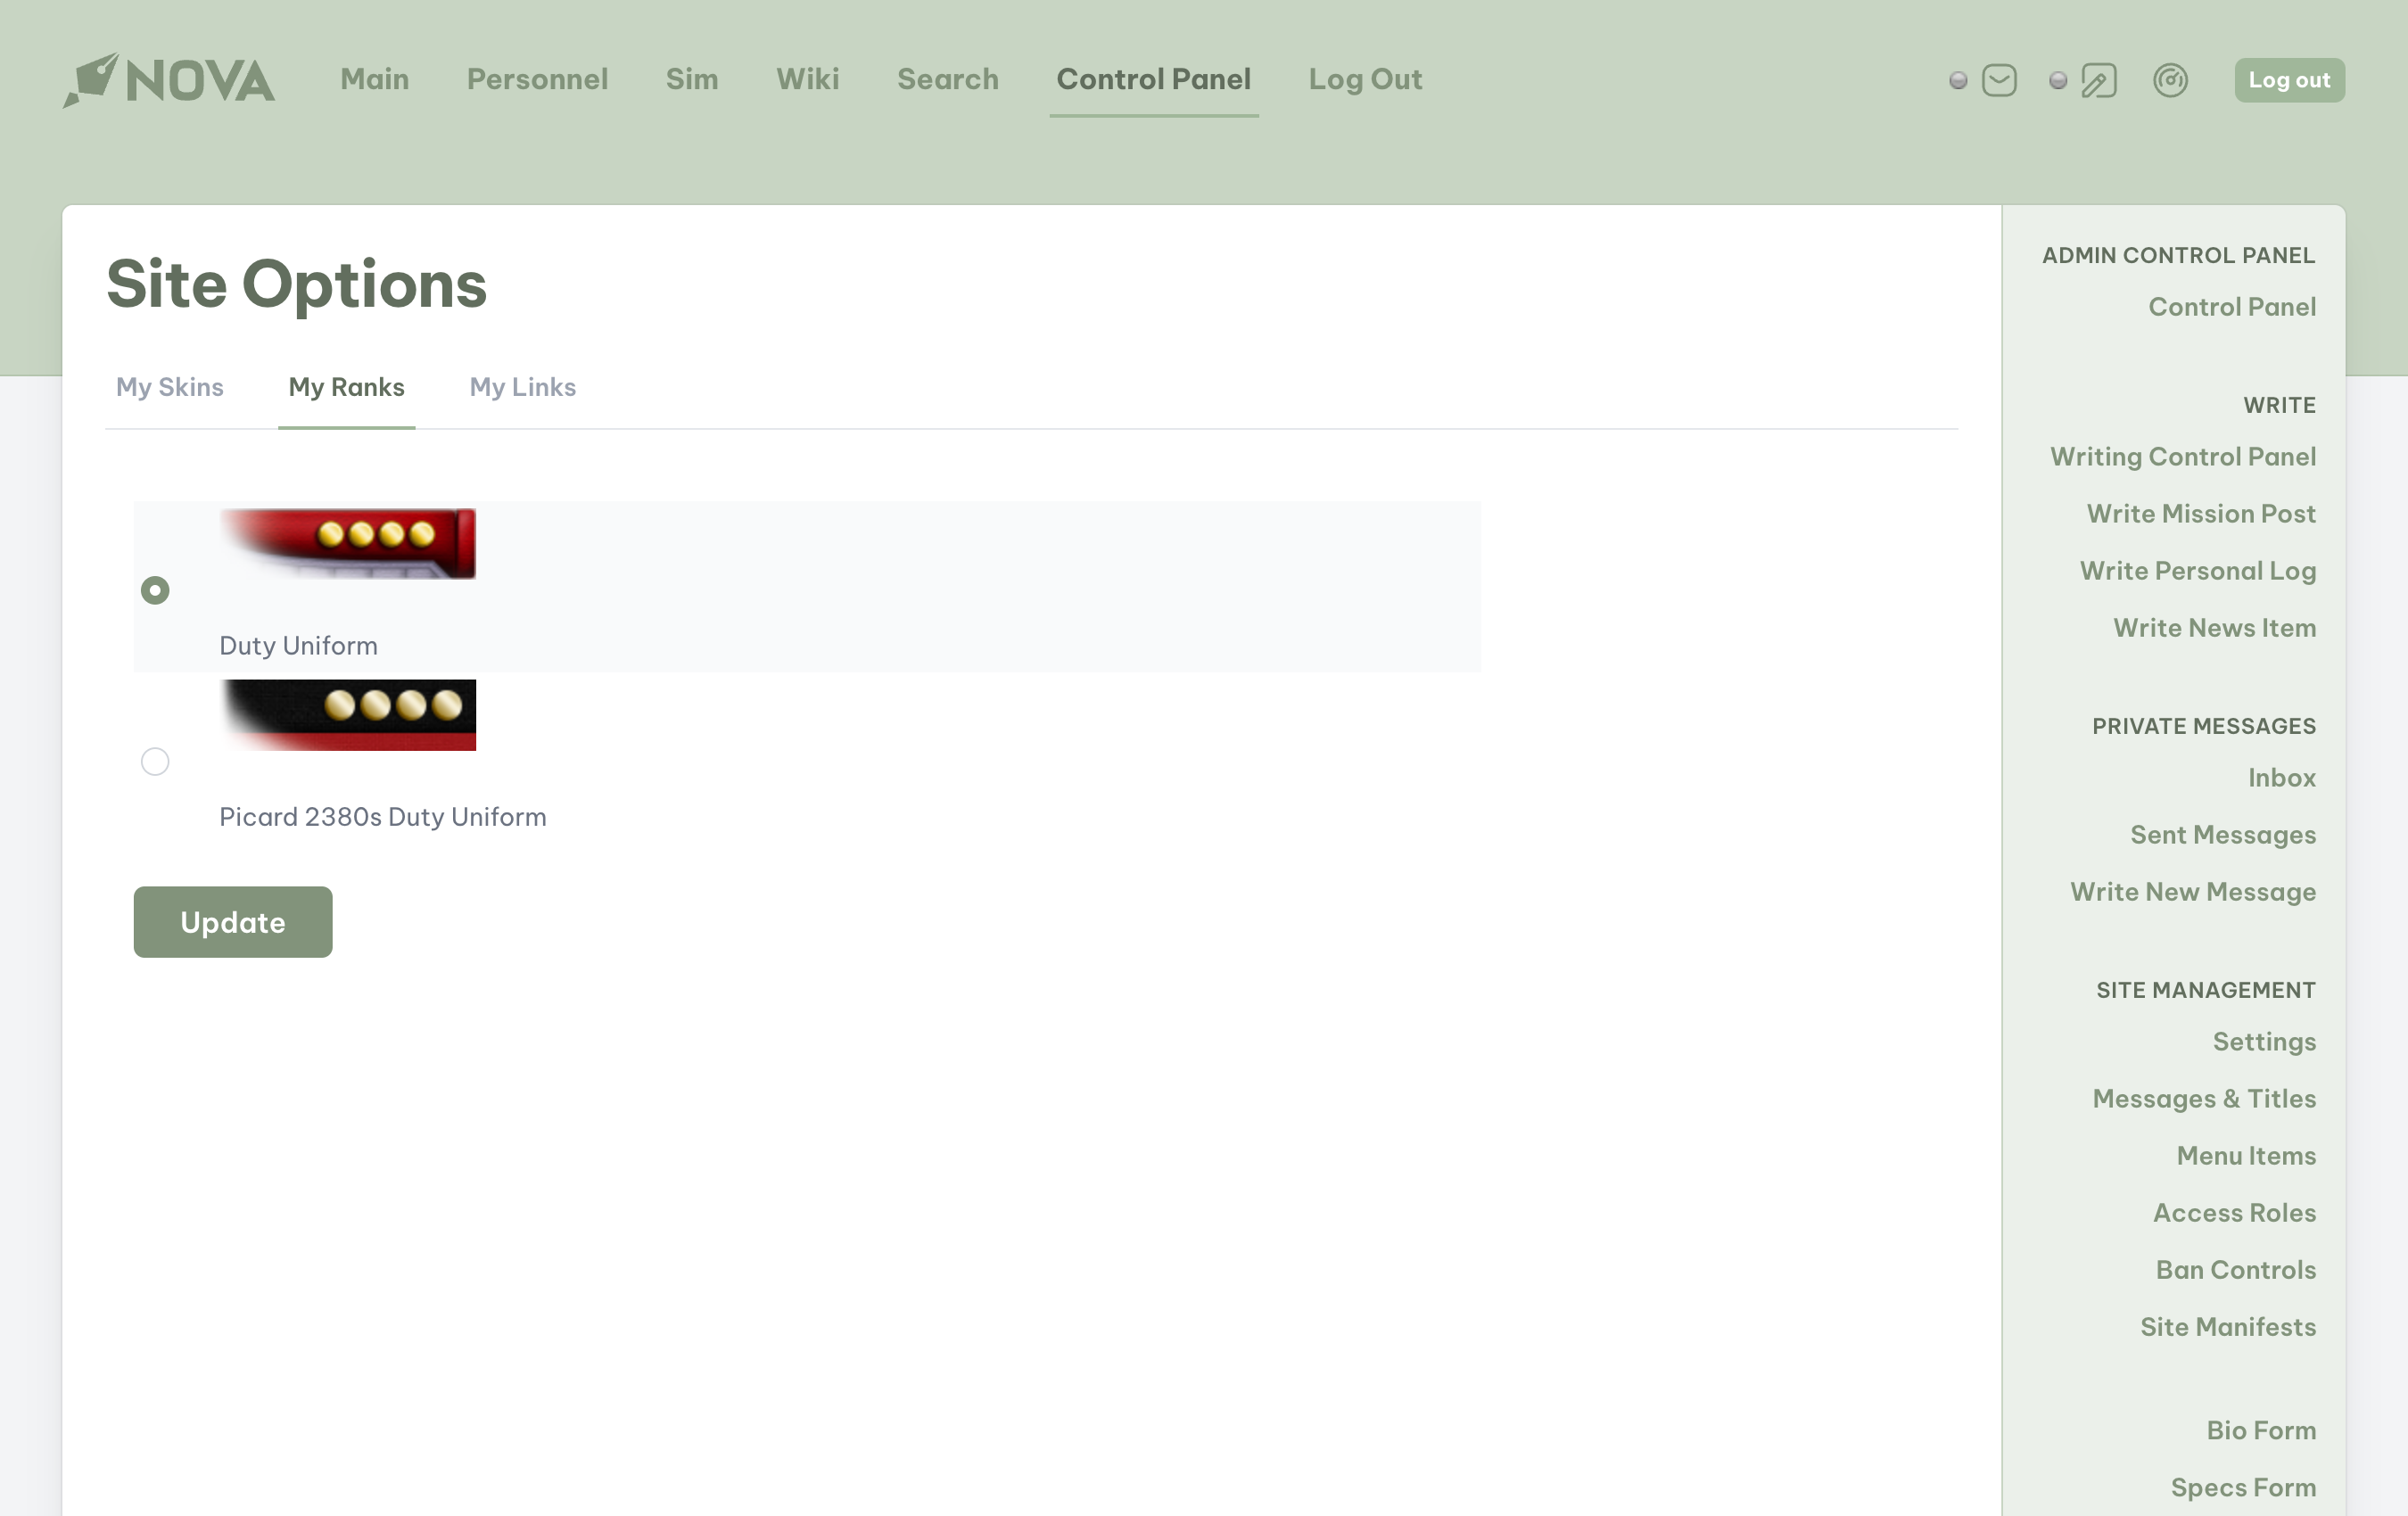 NOVA
Main
Personnel
Sim
Wiki
Search
Control Panel
Log Out
Log out
Site Options
My Skins
My Ranks
My Links
Duty Uniform
Picard 2380s Duty Uniform
Update
ADMIN CONTROL PANEL
Control Panel
WRITE
Writing Control Panel
Write Mission Post
Write Personal Log
Write News Item
PRIVATE MESSAGES
Inbox
Sent Messages
Write New Message
SITE MANAGEMENT
Settings
Messages & Titles
Menu Items
Access Roles
Ban Controls
Site Manifests
Bio Form
Specs Form